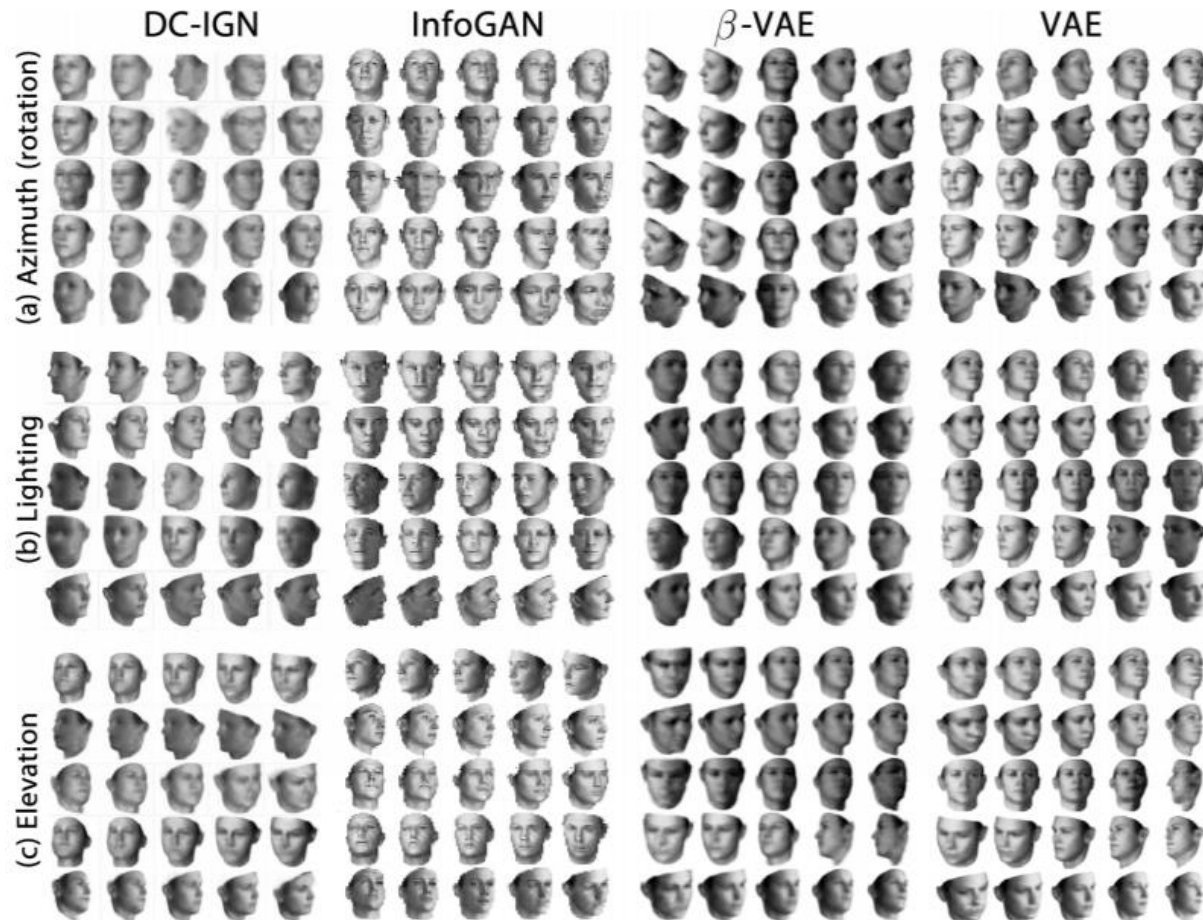 DC-IGN InfoGAN β-VAE VAE
(a) Azimuth (rotation)
(b) Lighting
(c) Elevation